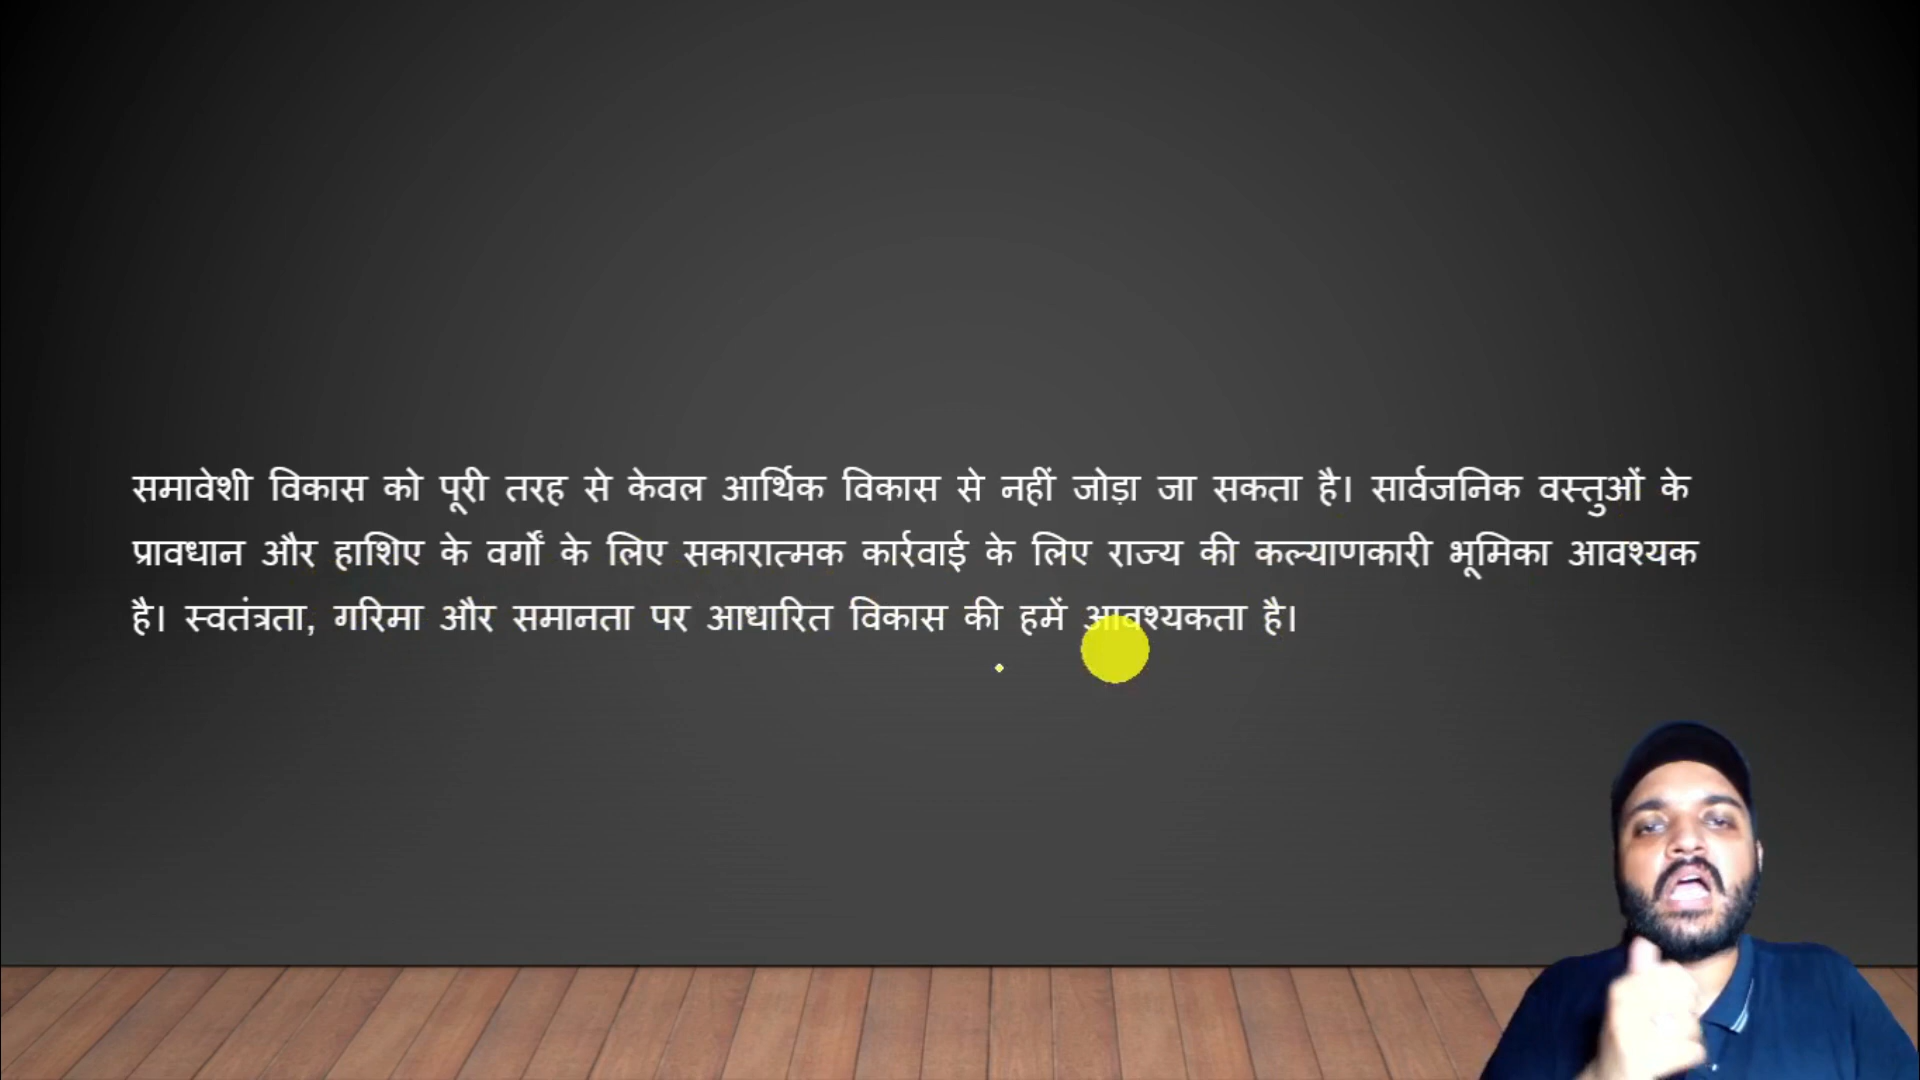 समावेशी विकास को पूरी तरह से केवल आर्थिक विकास से नहीं जोड़ा जा सकता है। सार्वजनिक वस्तुओं के
प्रावधान और हाशिए के वर्गों के लिए सकारात्मक कार्रवाई के लिए राज्य की कल्याणकारी भूमिका आवश्यक
है। स्वतंत्रता, गरिमा और समानता पर आधारित विकास की हमें आवश्यकता है।